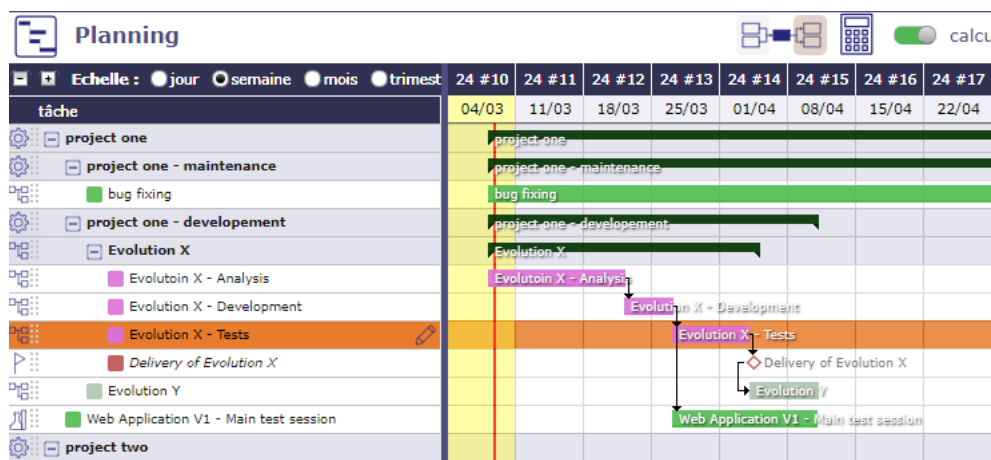 Planning
calcu
Echelle : jour semaine mois trimest 24 #10 24 #11 24 #12 24 #13 24 #14 24 #15 24 #16 24 #17
tâche 04/03 11/03 18/03 25/03 01/04 08/04 15/04 22/04
project one project one
project one - maintenance project one - maintenance
bug fixing bug fixing
project one - developement project one - developement
Evolution X Evolution X
Evolutoin X - Analysis Evolutoin X - Analysis
Evolution X - Development Evolution X - Development
Evolution X - Tests Evolution X - Tests
Delivery of Evolution X Delivery of Evolution X
Evolution Y Evolution Y
Web Application V1 - Main test session Web Application V1 - Main test session
project two